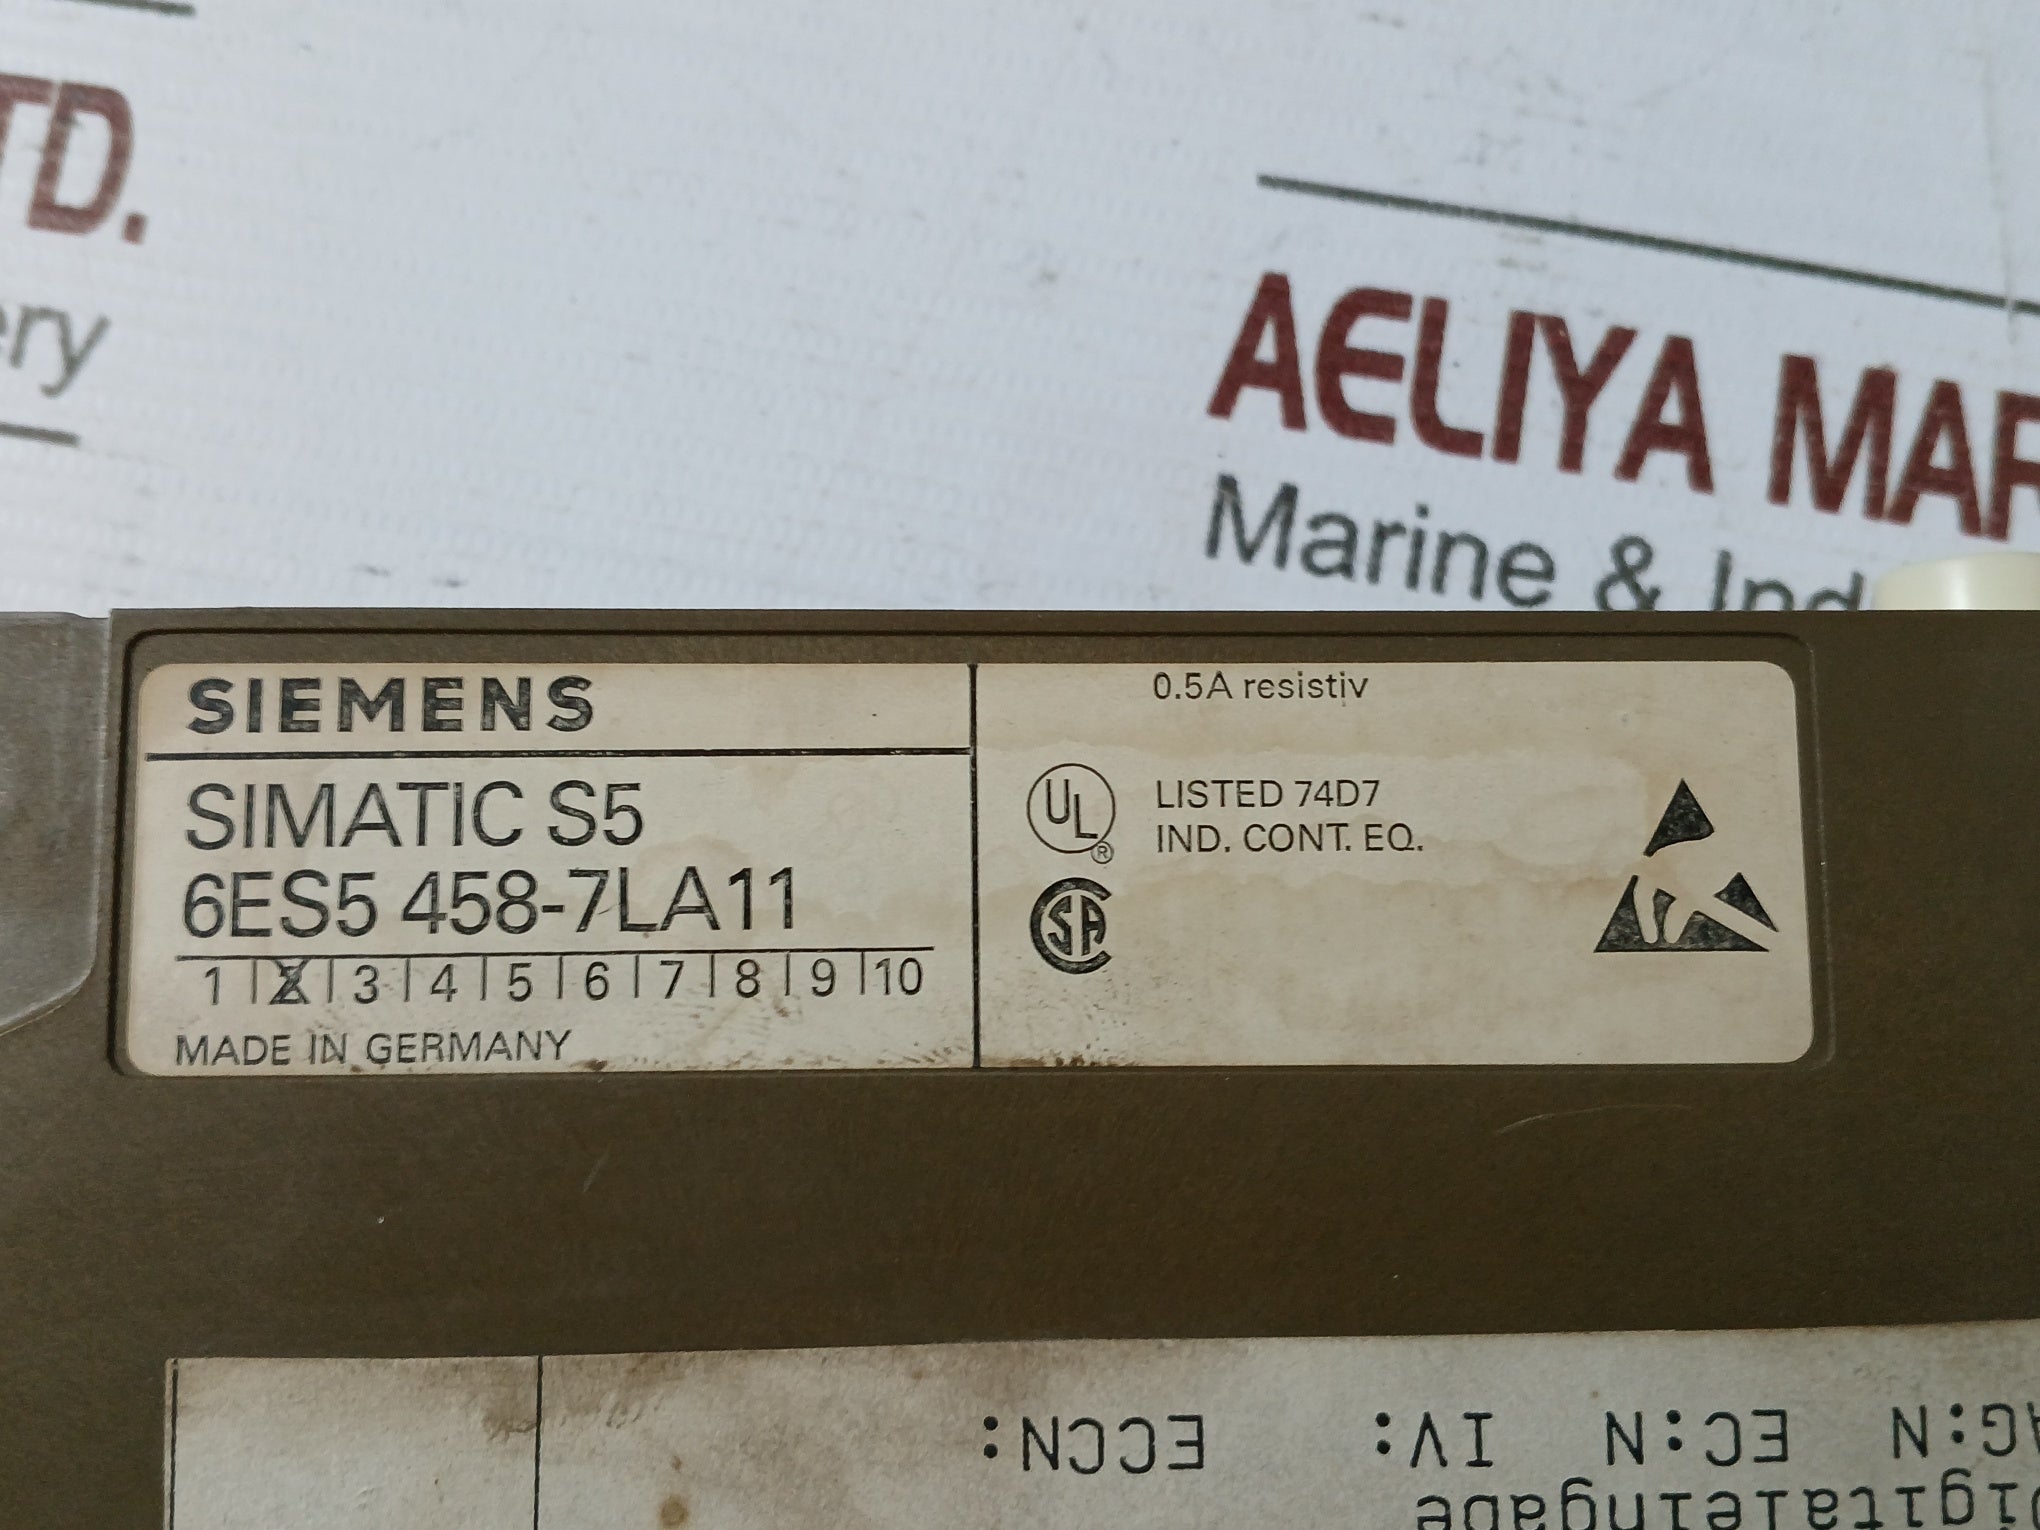 TD.
ery
AELIYA MAR
Marine & Ind
SIEMENS
SIMATIC S5
6ES5 458-7LA11
1 2 3 4 5 6 7 8 9 10
MADE IN GERMANY
0.5A resistiv
UL®
LISTED 74D7
IND. CONT. EQ.
CSA
Digitaleingabe
AG:N EC:N IV: ECCN: